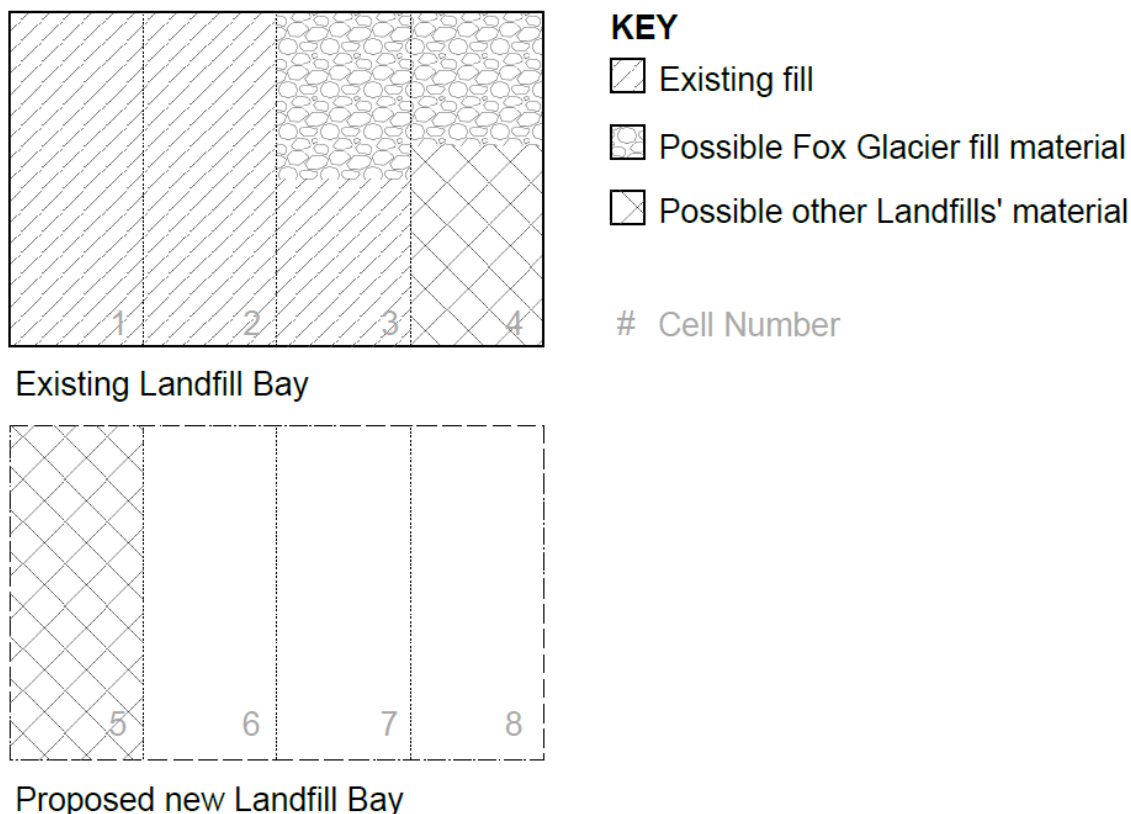 KEY
Existing fill
Possible Fox Glacier fill material
Possible other Landfills' material
# Cell Number
1 2 3 4
Existing Landfill Bay
5 6 7 8
Proposed new Landfill Bay